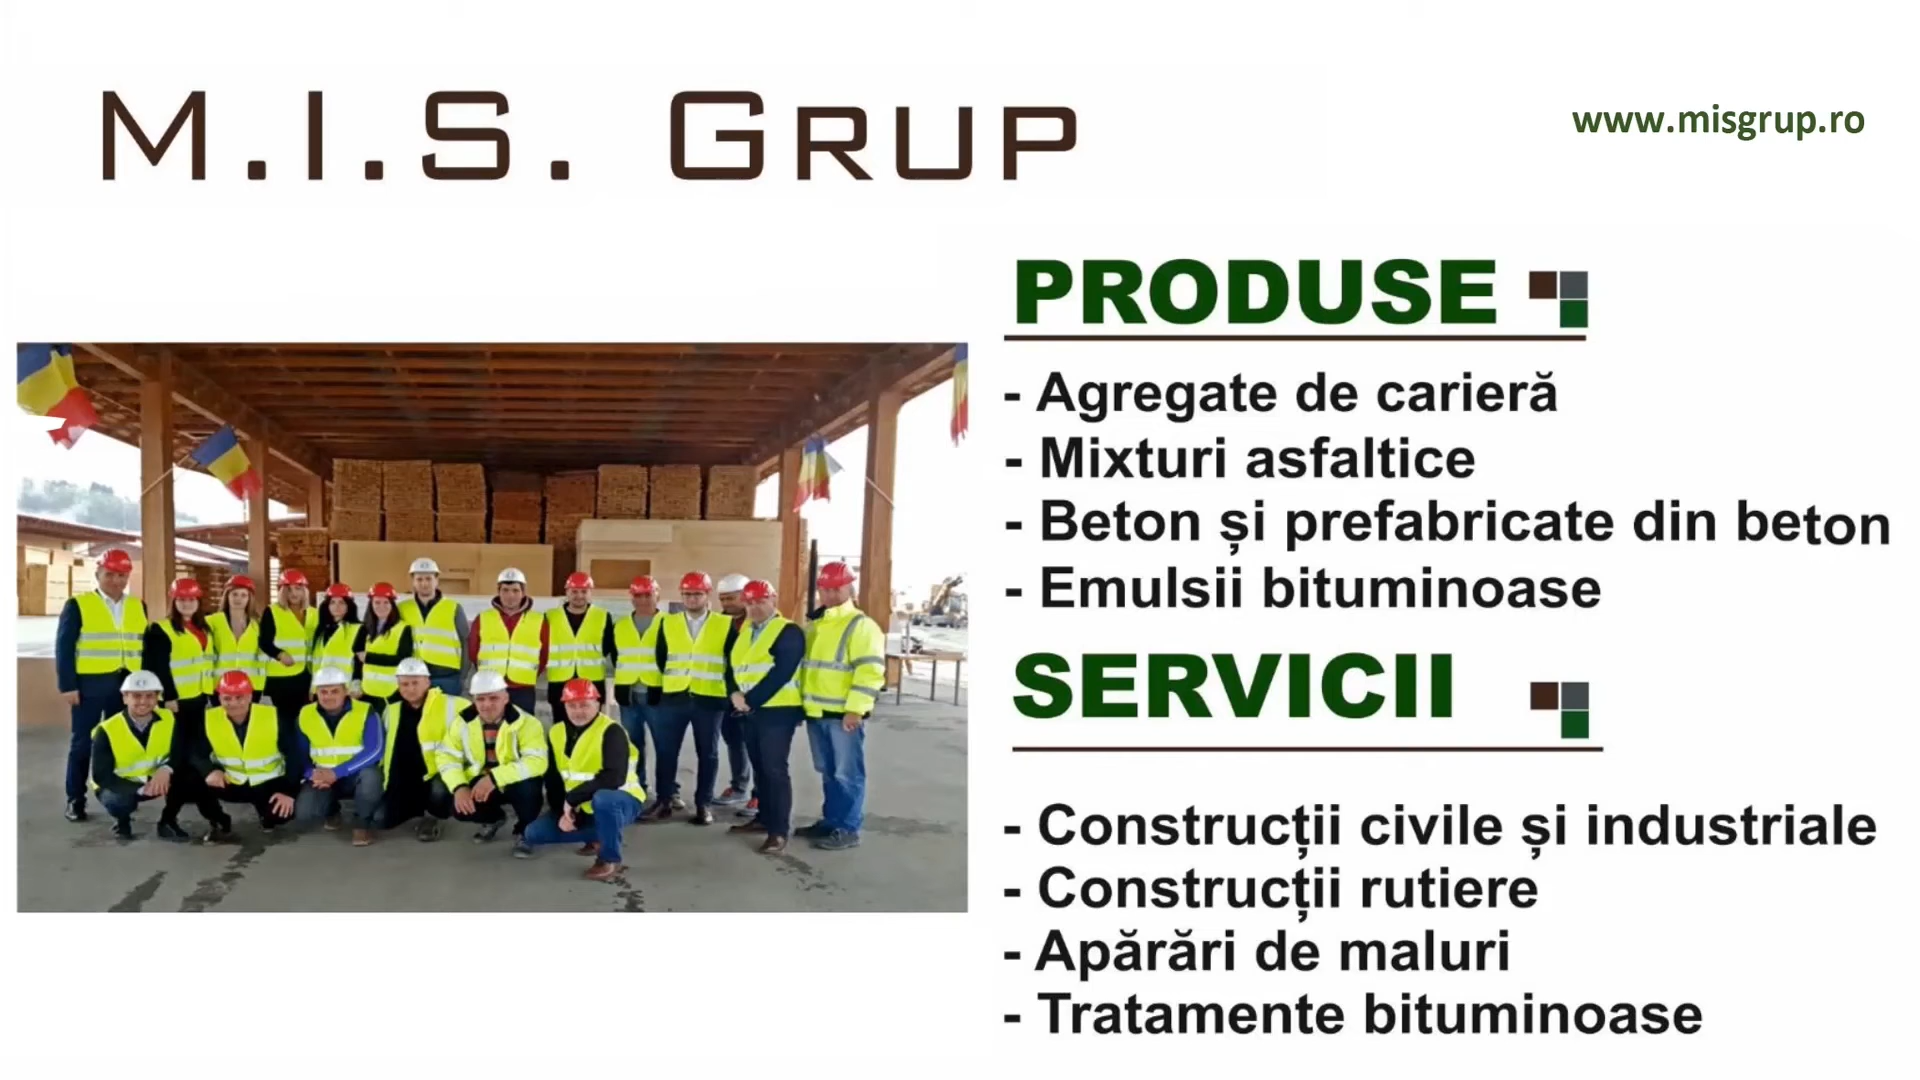 M.I.S. GRUP
www.misgrup.ro
PRODUSE
- Agregate de carieră
- Mixturi asfaltice
- Beton și prefabricate din beton
- Emulsii bituminoase
SERVICII
- Construcții civile și industriale
- Construcții rutiere
- Apărări de maluri
- Tratamente bituminoase